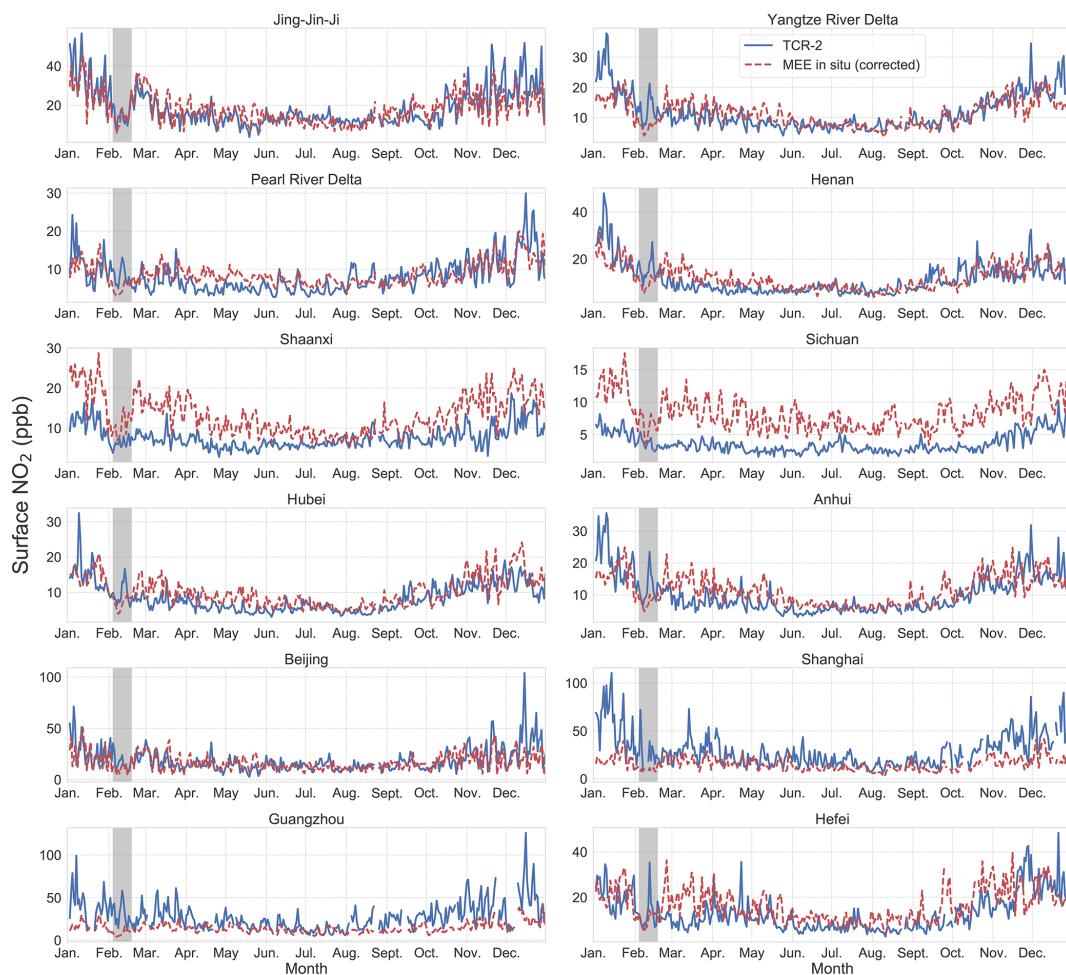 Jing-Jin-Ji
40
20
Jan. Feb. Mar. Apr. May Jun. Jul. Aug. Sept. Oct. Nov. Dec.
Yangtze River Delta
TCR-2
MEE in situ (corrected)
30
20
10
Jan. Feb. Mar. Apr. May Jun. Jul. Aug. Sept. Oct. Nov. Dec.
Pearl River Delta
30
20
10
Jan. Feb. Mar. Apr. May Jun. Jul. Aug. Sept. Oct. Nov. Dec.
Henan
40
20
Jan. Feb. Mar. Apr. May Jun. Jul. Aug. Sept. Oct. Nov. Dec.
Surface NO₂ (ppb)
Shaanxi
30
20
10
Jan. Feb. Mar. Apr. May Jun. Jul. Aug. Sept. Oct. Nov. Dec.
Sichuan
15
10
5
Jan. Feb. Mar. Apr. May Jun. Jul. Aug. Sept. Oct. Nov. Dec.
Hubei
30
20
10
Jan. Feb. Mar. Apr. May Jun. Jul. Aug. Sept. Oct. Nov. Dec.
Anhui
30
20
10
Jan. Feb. Mar. Apr. May Jun. Jul. Aug. Sept. Oct. Nov. Dec.
Beijing
100
50
0
Jan. Feb. Mar. Apr. May Jun. Jul. Aug. Sept. Oct. Nov. Dec.
Shanghai
100
50
0
Jan. Feb. Mar. Apr. May Jun. Jul. Aug. Sept. Oct. Nov. Dec.
Guangzhou
100
50
0
Jan. Feb. Mar. Apr. May Jun. Jul. Aug. Sept. Oct. Nov. Dec.
Month
Hefei
40
20
Jan. Feb. Mar. Apr. May Jun. Jul. Aug. Sept. Oct. Nov. Dec.
Month